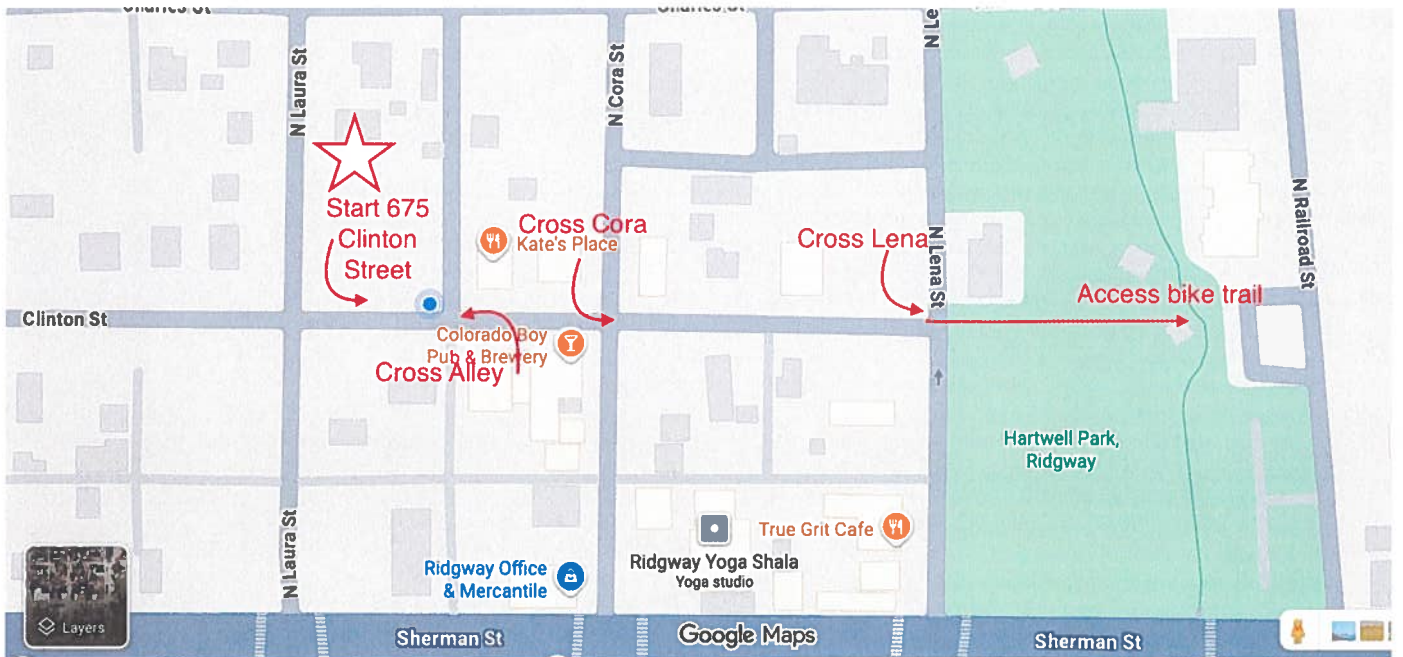 N Laura St
N Cora St
N Le
Start 675
Clinton
Street
Cross Cora
Kate's Place
Cross Lena
N Lena St
N Railroad St
Access bike trail
Clinton St
Colorado Boy
Pub & Brewery
Cross Alley
Hartwell Park,
Ridgway
N Laura St
True Grit Cafe
Ridgway Yoga Shala
Yoga studio
Ridgway Office
& Mercantile
Layers
Sherman St
Google Maps
Sherman St